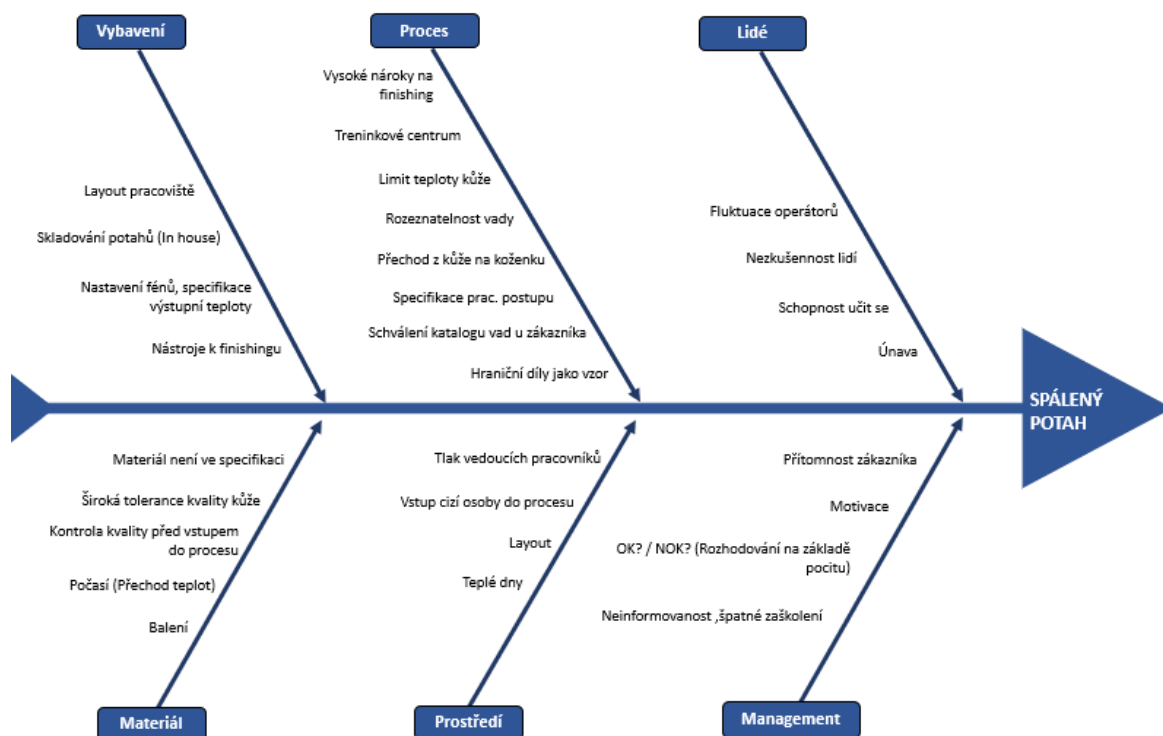 Vybavení
Proces
Lidé
Vysoké nároky na
finishing
Treninkové centrum
Limit teploty kůže
Rozeznatelnost vady
Přechod z kůže na koženku
Specifikace prac. postupu
Schválení katalogu vad u zákazníka
Hraniční díly jako vzor
Layout pracoviště
Skladování potahů (In house)
Nastavení fénů, specifikace
výstupní teploty
Nástroje k finishingu
Fluktuace operátorů
Nezkušennost lidí
Schopnost učit se
Únava
SPÁLENÝ
POTAH
Materiál není ve specifikaci
Široká tolerance kvality kůže
Kontrola kvality před vstupem
do procesu
Počasí (Přechod teplot)
Balení
Tlak vedoucích pracovníků
Vstup cizí osoby do procesu
Layout
Teplé dny
Přítomnost zákazníka
Motivace
OK? / NOK? (Rozhodování na základě
pocitu)
Neinformovanost ,špatné zaškolení
Materiál
Prostředí
Management